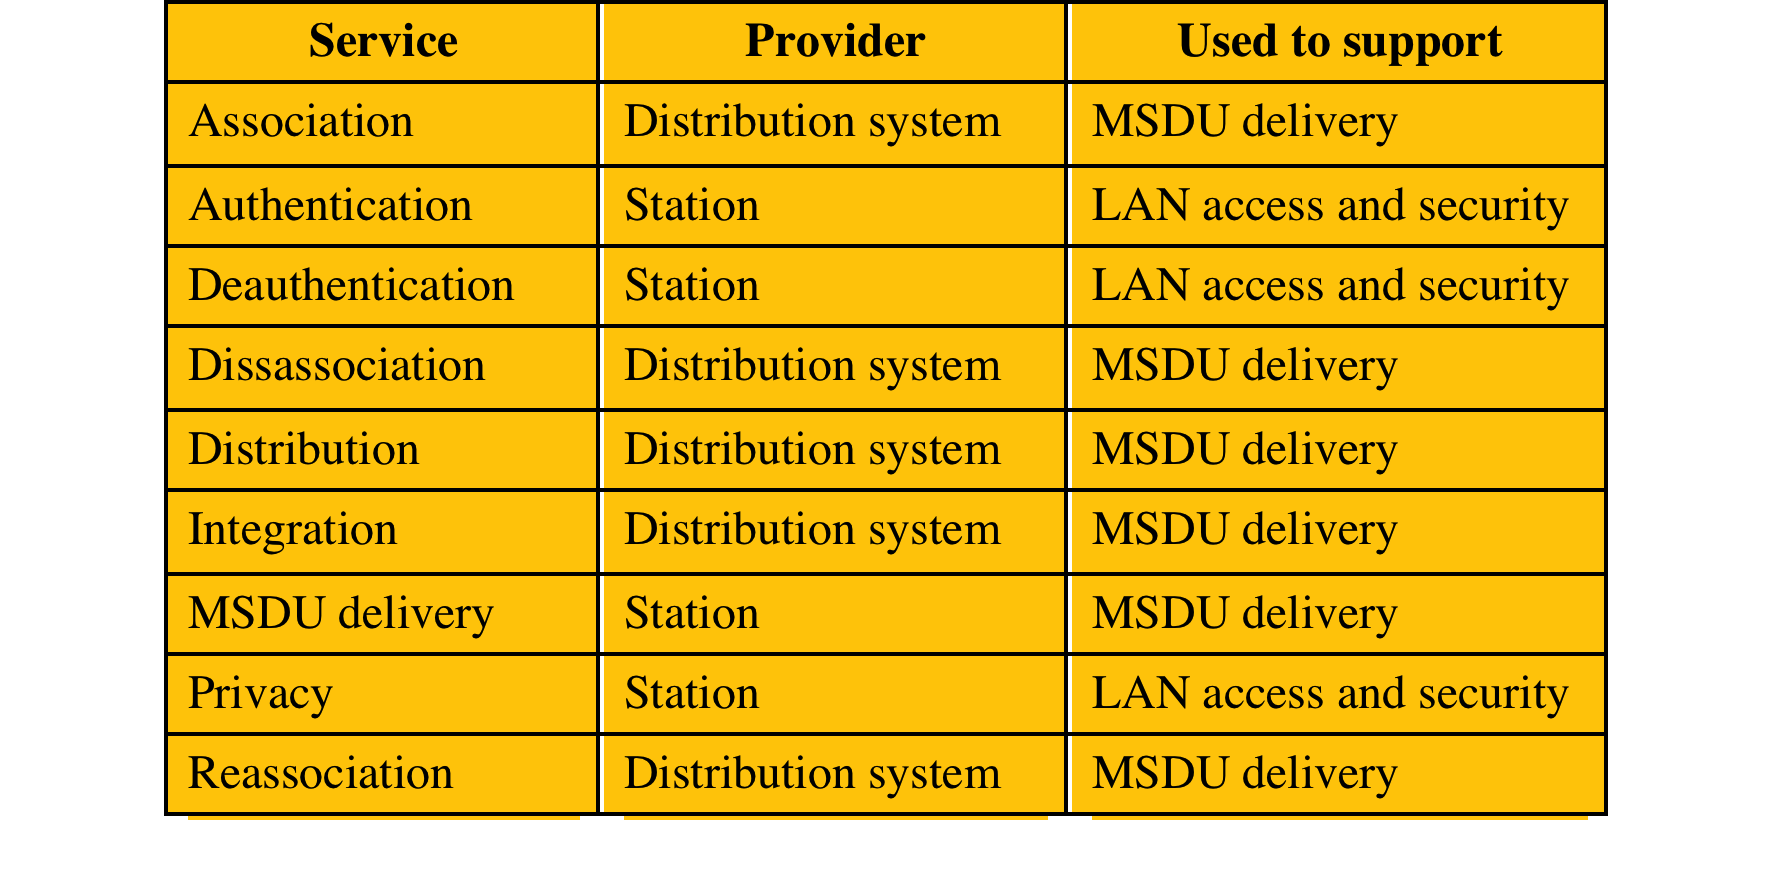 Service Provider Used to support
Association Distribution system MSDU delivery
Authentication Station LAN access and security
Deauthentication Station LAN access and security
Dissassociation Distribution system MSDU delivery
Distribution Distribution system MSDU delivery
Integration Distribution system MSDU delivery
MSDU delivery Station MSDU delivery
Privacy Station LAN access and security
Reassociation Distribution system MSDU delivery